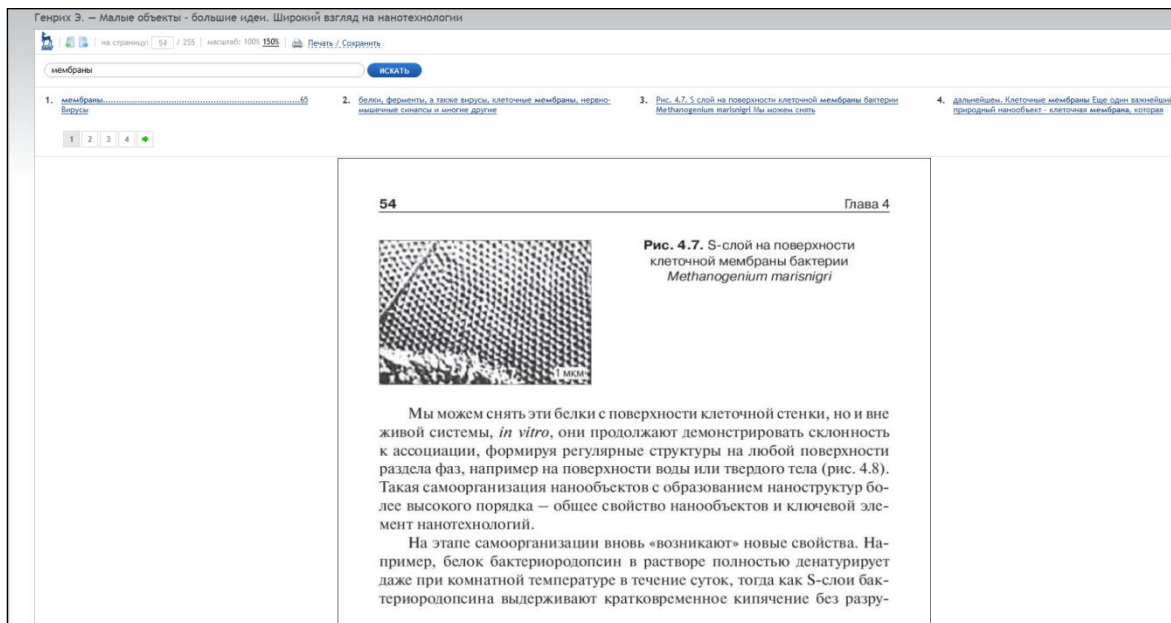 Генрих Э. — Малые объекты - большие идеи. Широкий взгляд на нанотехнологии
на страницу: 54 / 255 | масштаб: 100% 150% | Печать / Сохранить
мембраны
ИСКАТЬ
1. мембраны....................................................................65
Вирусы
2. белки, ферменты, а также вирусы, клеточные мембраны, нервно-
мышечные синапсы и многие другие
3. Рис. 4.7. S слой на поверхности клеточной мембраны бактерии
Methanogenium marisnigri Мы можем снять
4. дальнейшем. Клеточные мембраны Еще один важнейший
природный нанообъект - клеточная мембрана, которая
1 2 3 4
54
Глава 4
Рис. 4.7. S-слой на поверхности
клеточной мембраны бактерии
Methanogenium marisnigri
1 мкм
Мы можем снять эти белки с поверхности клеточной стенки, но и вне
живой системы, in vitro, они продолжают демонстрировать склонность
к ассоциации, формируя регулярные структуры на любой поверхности
раздела фаз, например на поверхности воды или твердого тела (рис. 4.8).
Такая самоорганизация нанообъектов с образованием наноструктур бо-
лее высокого порядка — общее свойство нанообъектов и ключевой эле-
мент нанотехнологий.
На этапе самоорганизации вновь «возникают» новые свойства. На-
пример, белок бактериородопсин в растворе полностью денатурирует
даже при комнатной температуре в течение суток, тогда как S-слои бак-
териородопсина выдерживают кратковременное кипячение без разру-